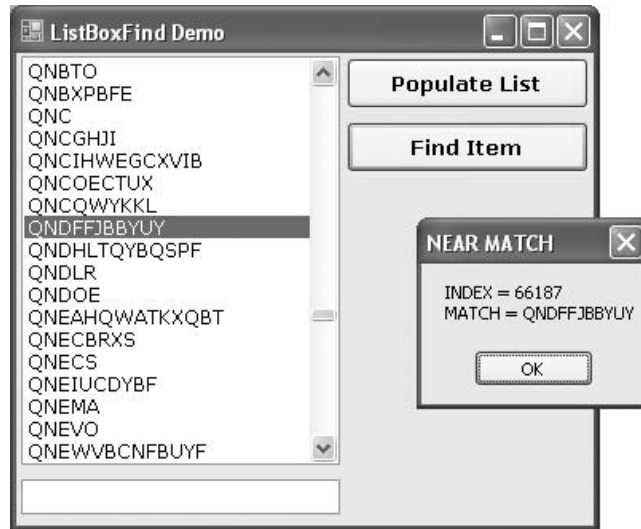 ListBoxFind Demo
QNBTO
QNBXPBFE
QNC
QNCGHJI
QNCIHWEGCXVIB
QNCOECTUX
QNCQWYKKL
QNDFFJBBYUY
QNDHLTQYBQSPF
QNDLR
QNDOE
QNEAHQWATKXQBT
QNECBRXS
QNECS
QNEIUCDYBF
QNEMA
QNEVO
QNEWVBCNFBUYF
Populate List
Find Item
NEAR MATCH
INDEX = 66187
MATCH = QNDFFJBBYUY
OK